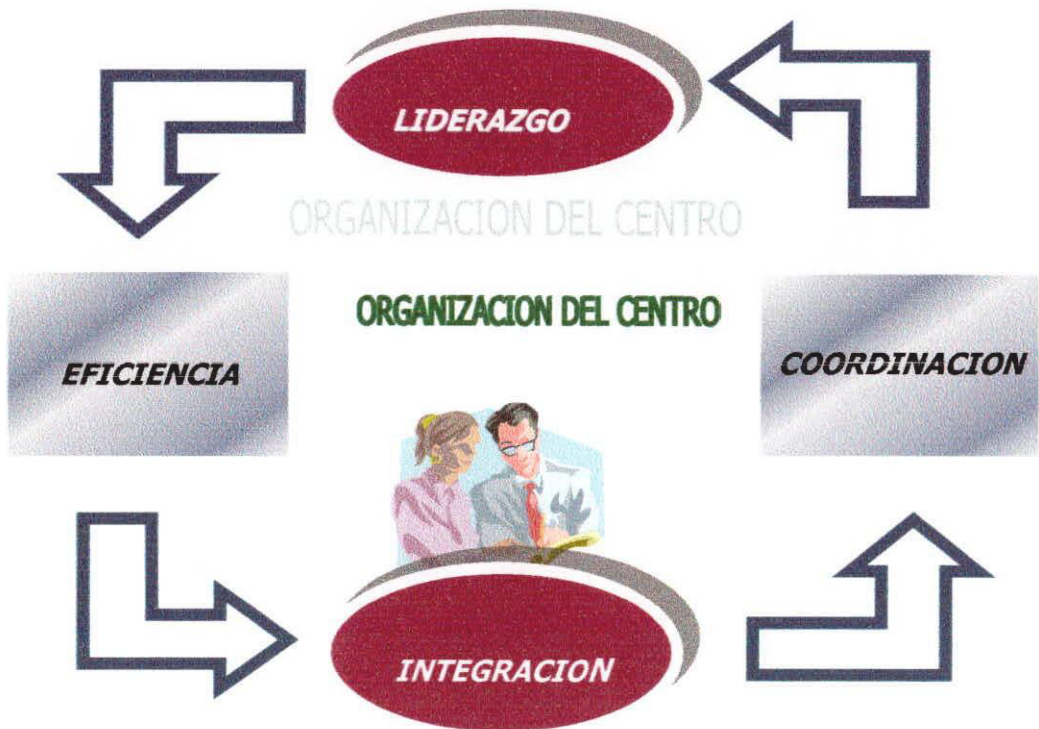 LIDERAZGO
ORGANIZACION DEL CENTRO
ORGANIZACION DEL CENTRO
EFICIENCIA
COORDINACION
INTEGRACION